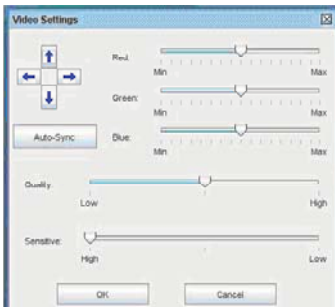 Video Settings
Red:
Min Max
Green:
Min Max
Auto-Sync
Blue:
Min Max
Quality:
Low High
Sensitive:
High Low
OK Cancel